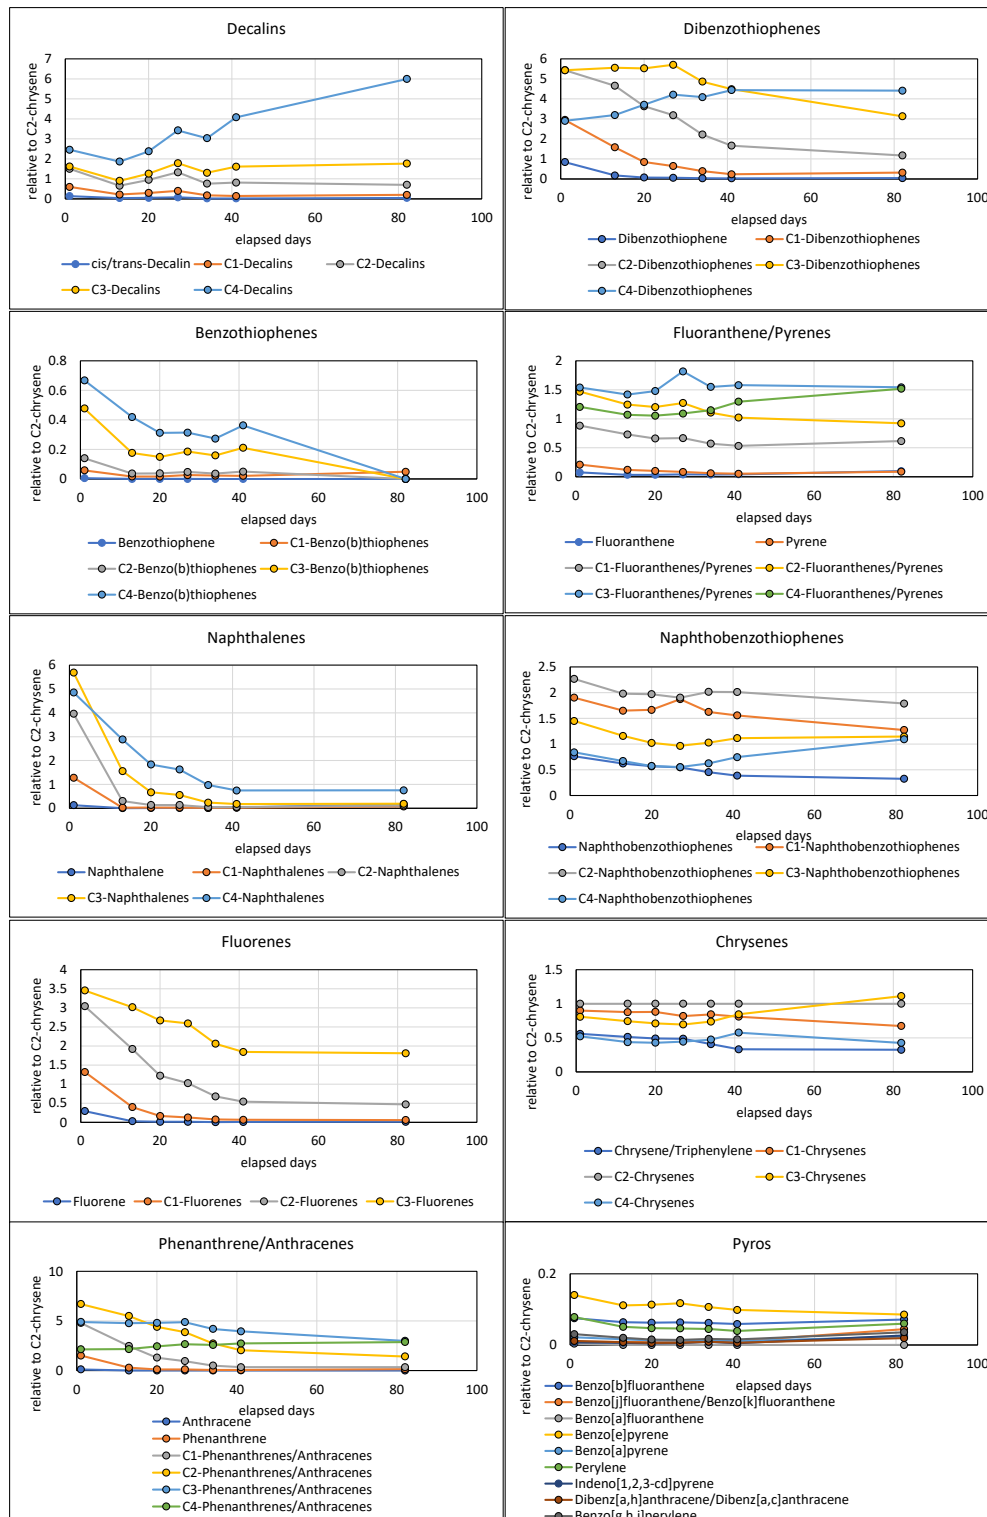 Decalins
relative to C2-chrysene
7
6
5
4
3
2
1
0
0 20 40 60 80 100
elapsed days
cis/trans-Decalin C1-Decalins C2-Decalins
C3-Decalins C4-Decalins
Dibenzothiophenes
relative to C2-chrysene
6
5
4
3
2
1
0
0 20 40 60 80 100
elapsed days
Dibenzothiophene C1-Dibenzothiophenes
C2-Dibenzothiophenes C3-Dibenzothiophenes
C4-Dibenzothiophenes
Benzothiophenes
relative to C2-chrysene
0.8
0.6
0.4
0.2
0
0 20 40 60 80 100
elapsed days
Benzothiophene C1-Benzo(b)thiophenes
C2-Benzo(b)thiophenes C3-Benzo(b)thiophenes
C4-Benzo(b)thiophenes
Fluoranthene/Pyrenes
relative to C2-chrysene
2
1.5
1
0.5
0
0 20 40 60 80 100
elapsed days
Fluoranthene Pyrene
C1-Fluoranthenes/Pyrenes C2-Fluoranthenes/Pyrenes
C3-Fluoranthenes/Pyrenes C4-Fluoranthenes/Pyrenes
Naphthalenes
relative to C2-chrysene
6
5
4
3
2
1
0
0 20 40 60 80 100
elapsed days
Naphthalene C1-Naphthalenes C2-Naphthalenes
C3-Naphthalenes C4-Naphthalenes
Naphthobenzothiophenes
relative to C2-chrysene
2.5
2
1.5
1
0.5
0
0 20 40 60 80 100
elapsed days
Naphthobenzothiophenes C1-Naphthobenzothiophenes
C2-Naphthobenzothiophenes C3-Naphthobenzothiophenes
C4-Naphthobenzothiophenes
Fluorenes
relative to C2-chrysene
4
3.5
3
2.5
2
1.5
1
0.5
0
0 20 40 60 80 100
elapsed days
Fluorene C1-Fluorenes C2-Fluorenes C3-Fluorenes
Chrysenes
relative to C2-chrysene
1.5
1
0.5
0
0 20 40 60 80 100
elapsed days
Chrysene/Triphenylene C1-Chrysenes
C2-Chrysenes C3-Chrysenes
C4-Chrysenes
Phenanthrene/Anthracenes
relative to C2-chrysene
10
5
0
0 20 40 60 80 100
elapsed days
Anthracene
Phenanthrene
C1-Phenanthrenes/Anthracenes
C2-Phenanthrenes/Anthracenes
C3-Phenanthrenes/Anthracenes
C4-Phenanthrenes/Anthracenes
Pyros
relative to C2-chrysene
0.2
0
0 20 40 60 80 100
elapsed days
Benzo[b]fluoranthene
Benzo[j]fluoranthene/Benzo[k]fluoranthene
Benzo[a]fluoranthene
Benzo[e]pyrene
Benzo[a]pyrene
Perylene
Indeno[1,2,3-cd]pyrene
Dibenz[a,h]anthracene/Dibenz[a,c]anthracene
Benzo[g,h,i]perylene